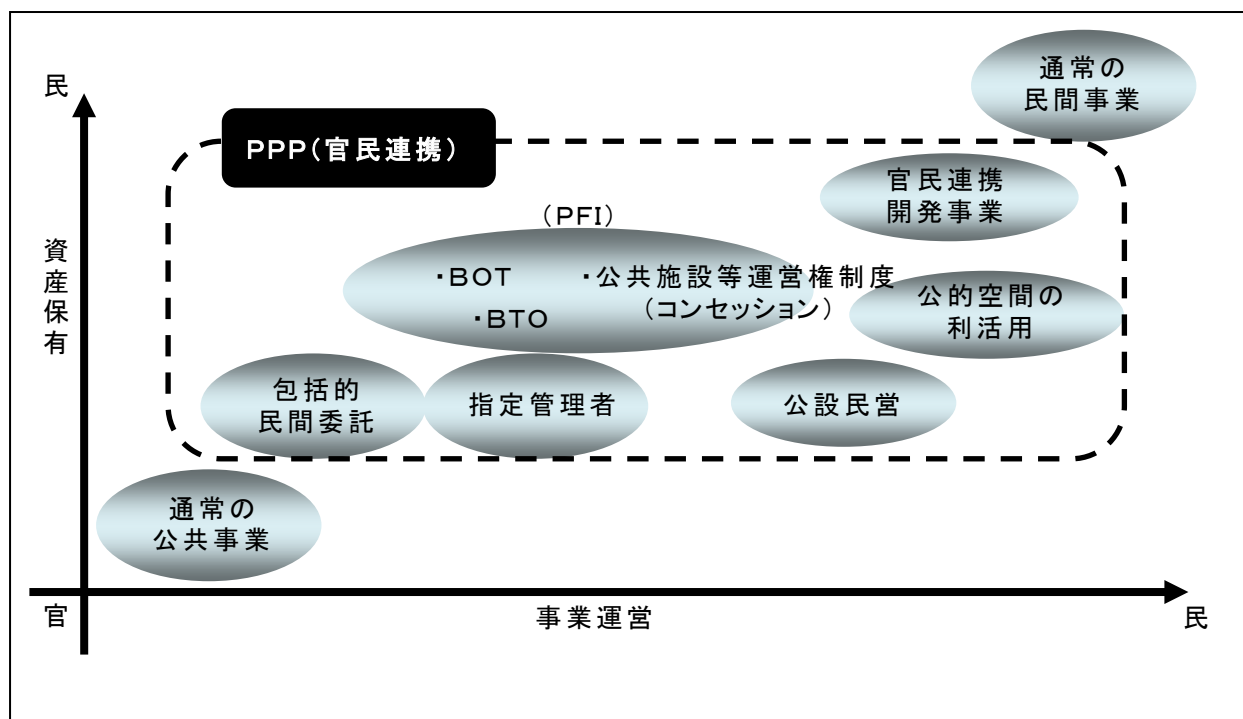 民
通常の
民間事業
PPP(官民連携)
官民連携
開発事業
(PFI)
・BOT
・公共施設等運営権制度
(コンセッション)
・BTO
公的空間の
利活用
資産保有
包括的
民間委託
指定管理者
公設民営
通常の
公共事業
官
事業運営
民